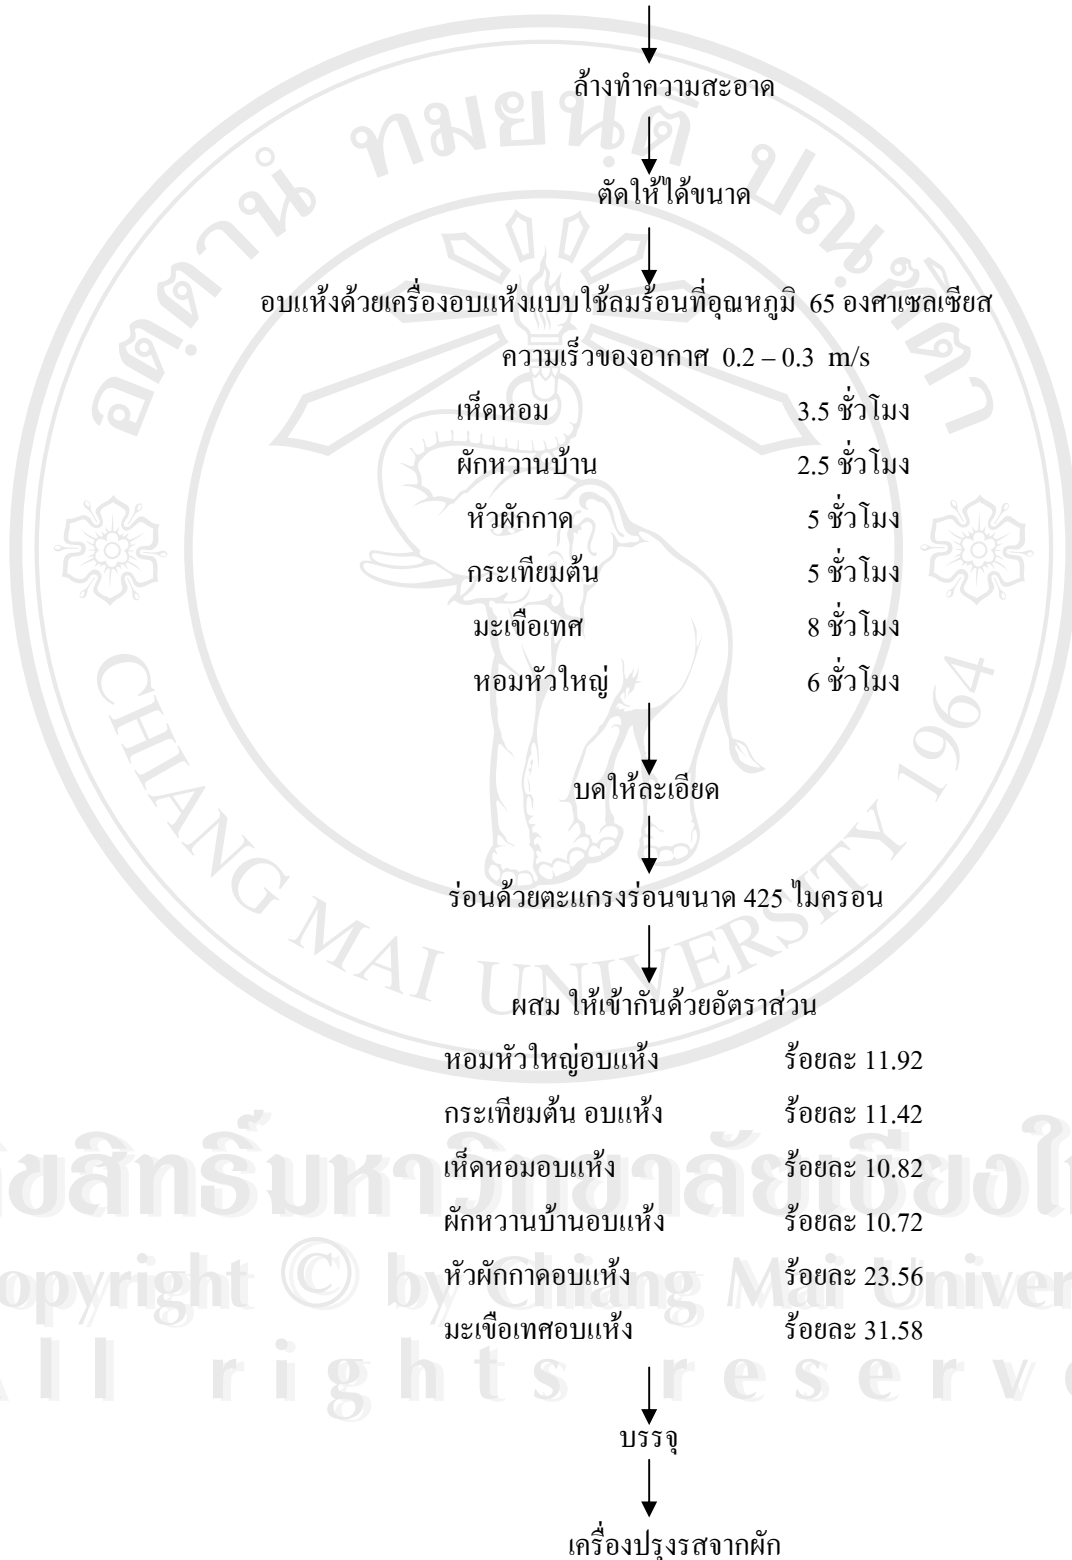 ล้างทำความสะอาด
ตัดให้ได้ขนาด
อบแห้งด้วยเครื่องอบแห้งแบบใช้ลมร้อนที่อุณหภูมิ 65 องศาเซลเซียส
ความเร็วของอากาศ 0.2 – 0.3 m/s
เห็ดหอม 3.5 ชั่วโมง
ผักหวานบ้าน 2.5 ชั่วโมง
หัวผักกาด 5 ชั่วโมง
กระเทียมต้น 5 ชั่วโมง
มะเขือเทศ 8 ชั่วโมง
หอมหัวใหญ่ 6 ชั่วโมง
บดให้ละเอียด
ร่อนด้วยตะแกรงร่อนขนาด 425 ไมครอน
ผสม ให้เข้ากันด้วยอัตราส่วน
หอมหัวใหญ่อบแห้ง ร้อยละ 11.92
กระเทียมต้น อบแห้ง ร้อยละ 11.42
เห็ดหอมอบแห้ง ร้อยละ 10.82
ผักหวานบ้านอบแห้ง ร้อยละ 10.72
หัวผักกาดอบแห้ง ร้อยละ 23.56
มะเขือเทศอบแห้ง ร้อยละ 31.58
บรรจุ
เครื่องปรุงรสจากผัก
อตฺตานํ ทมยนฺติ ปณฺฑิตา
CHIANG MAI UNIVERSITY 1964
ขสิทธิ์มหาวิทยาลัยเชียงให
opyright © by Chiang Mai Univer
ll rights reserv